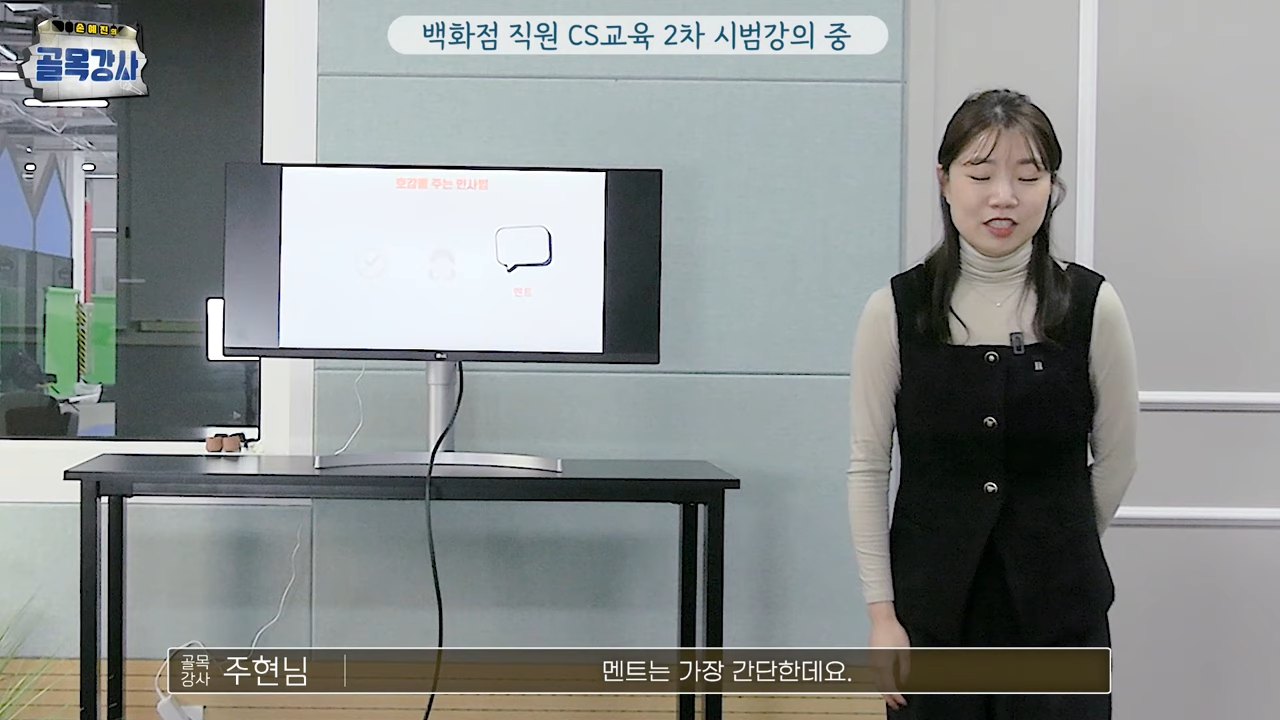 손예진의
골목강사
백화점 직원 CS교육 2차 시범강의 중
호감을 주는 인사법
멘트
LG
골목
강사
주현님
멘트는 가장 간단한데요.